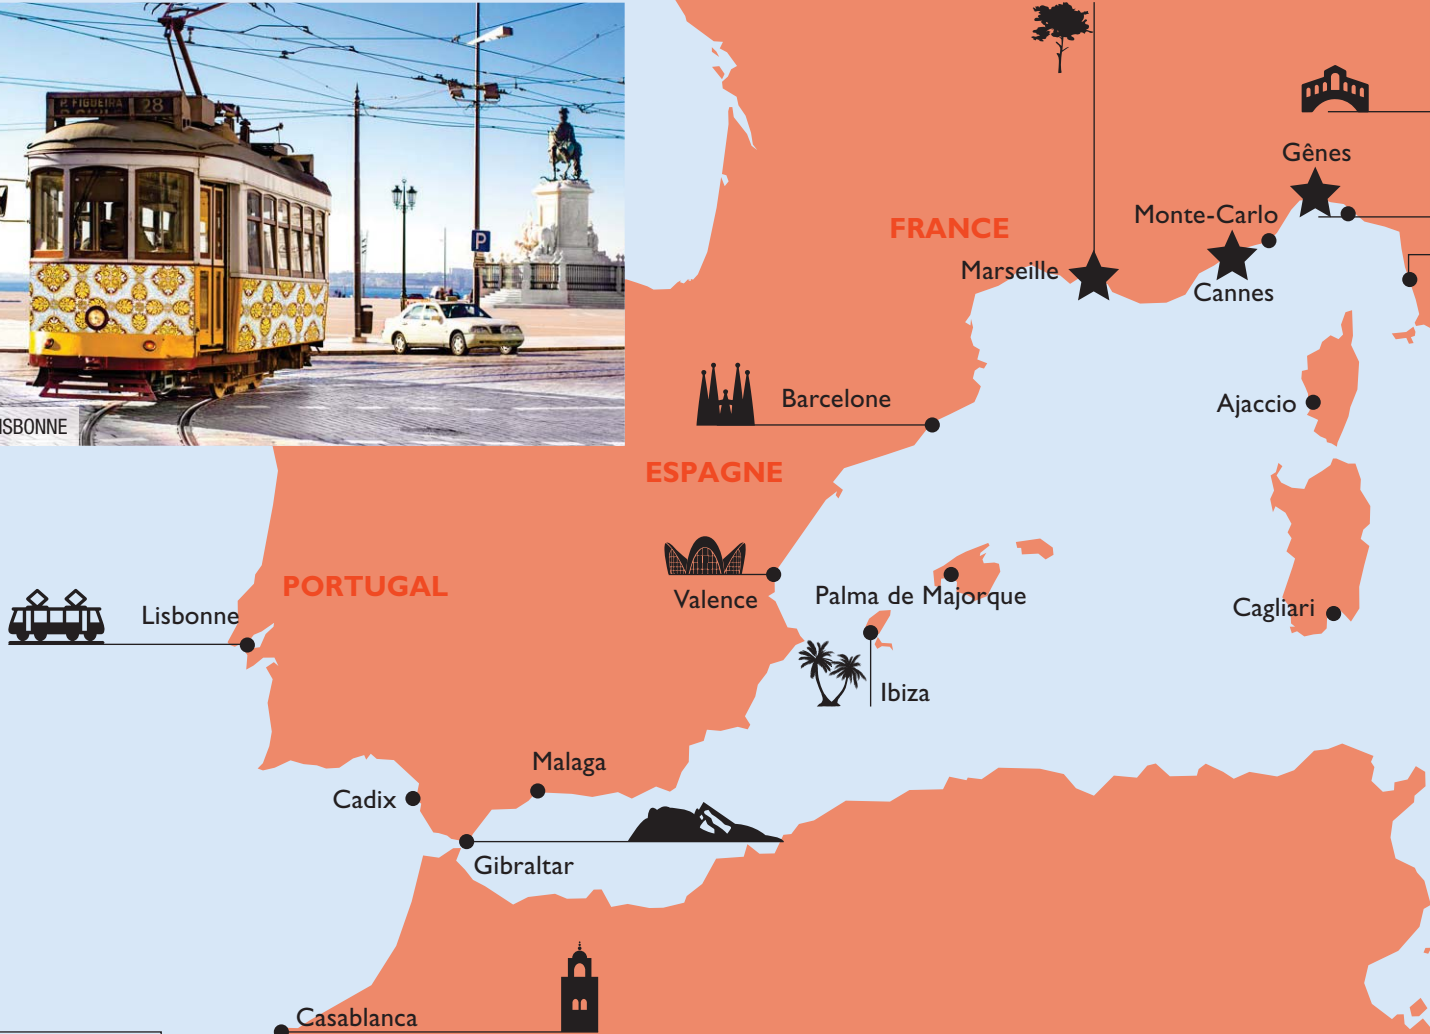 P. FIGUEIRA 28
P
ISBONNE
Gênes
Monte-Carlo
FRANCE
Marseille
Cannes
Barcelone
Ajaccio
ESPAGNE
PORTUGAL
Valence
Palma de Majorque
Lisbonne
Cagliari
Ibiza
Malaga
Cadix
Gibraltar
Casablanca